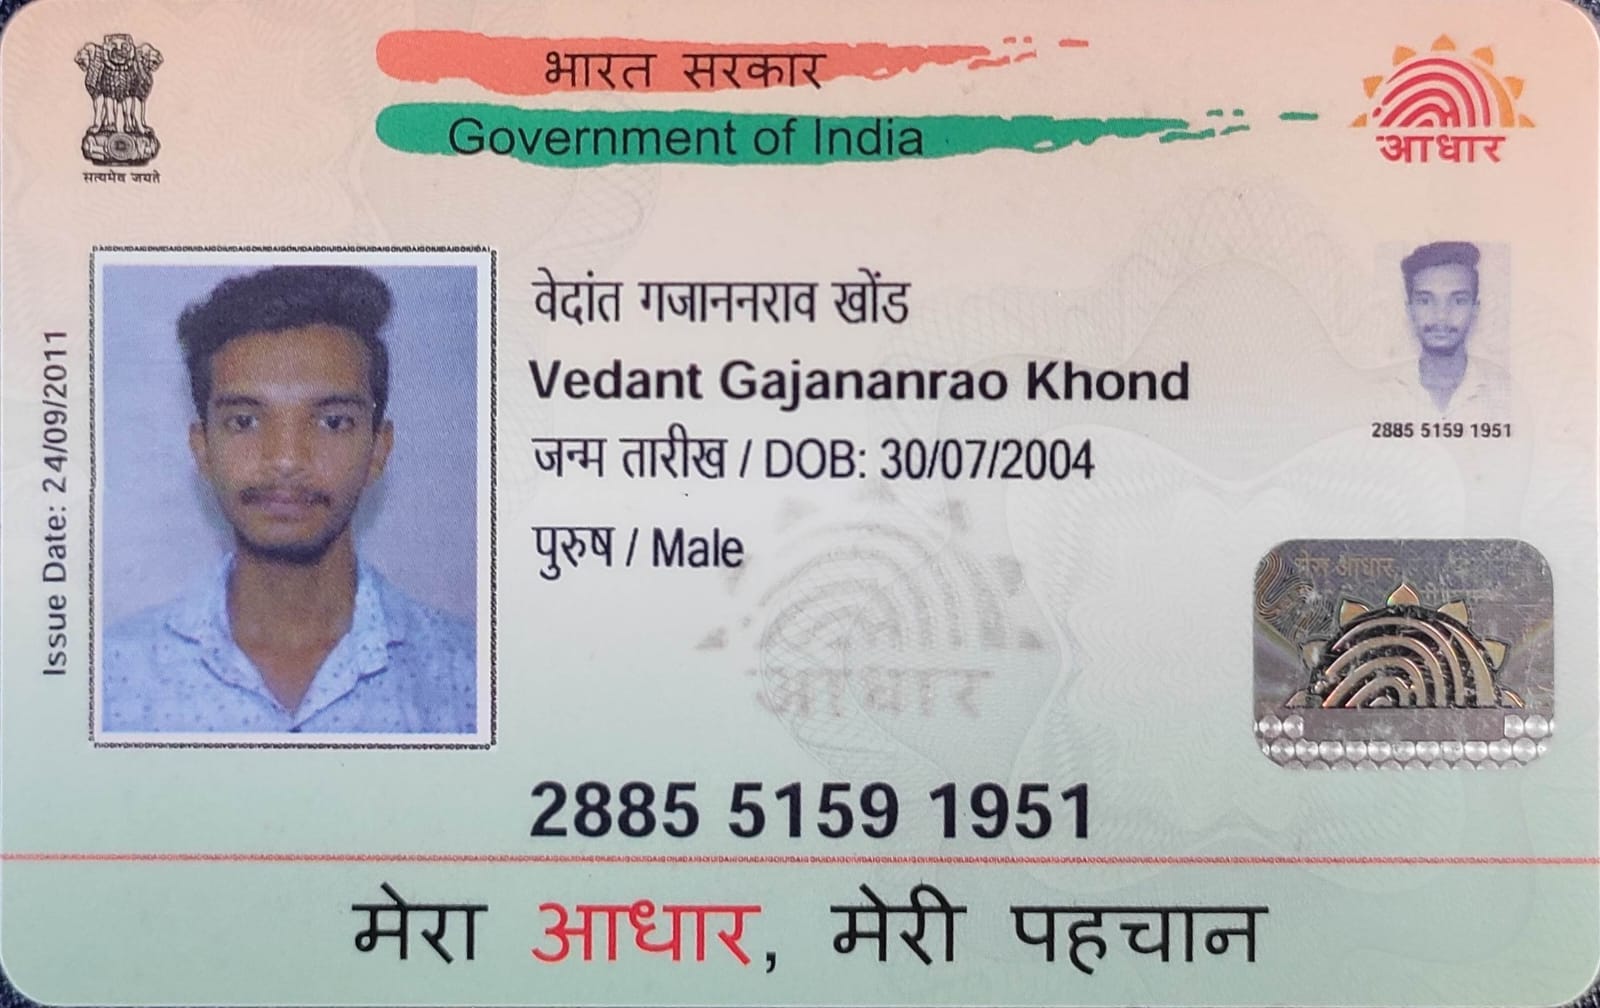 भारत सरकार
Government of India
सत्यमेव जयते
आधार
Issue Date: 24/09/2011
वेदांत गजाननराव खोंड
Vedant Gajananrao Khond
जन्म तारीख / DOB: 30/07/2004
पुरुष / Male
2885 5159 1951
आधार
मेरा आधार
2885 5159 1951
मेरा आधार, मेरी पहचान